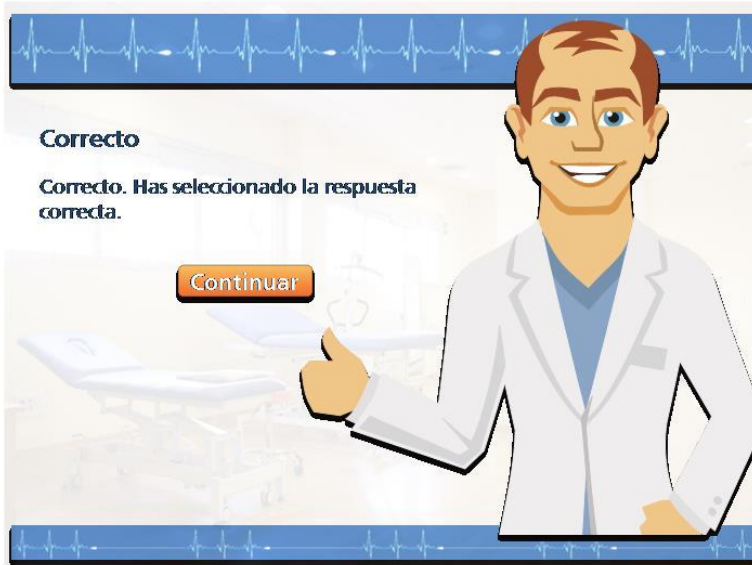 Correcto
Correcto. Has seleccionado la respuesta
correcta.
Continuar